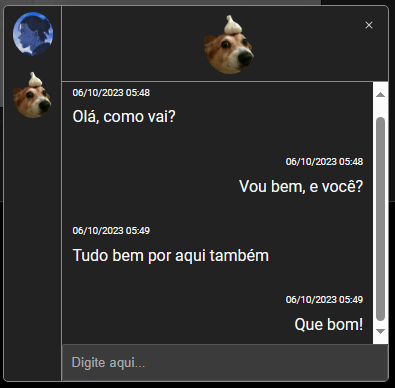 ×
06/10/2023 05:48
Olá, como vai?
06/10/2023 05:48
Vou bem, e você?
06/10/2023 05:49
Tudo bem por aqui também
06/10/2023 05:49
Que bom!
Digite aqui...